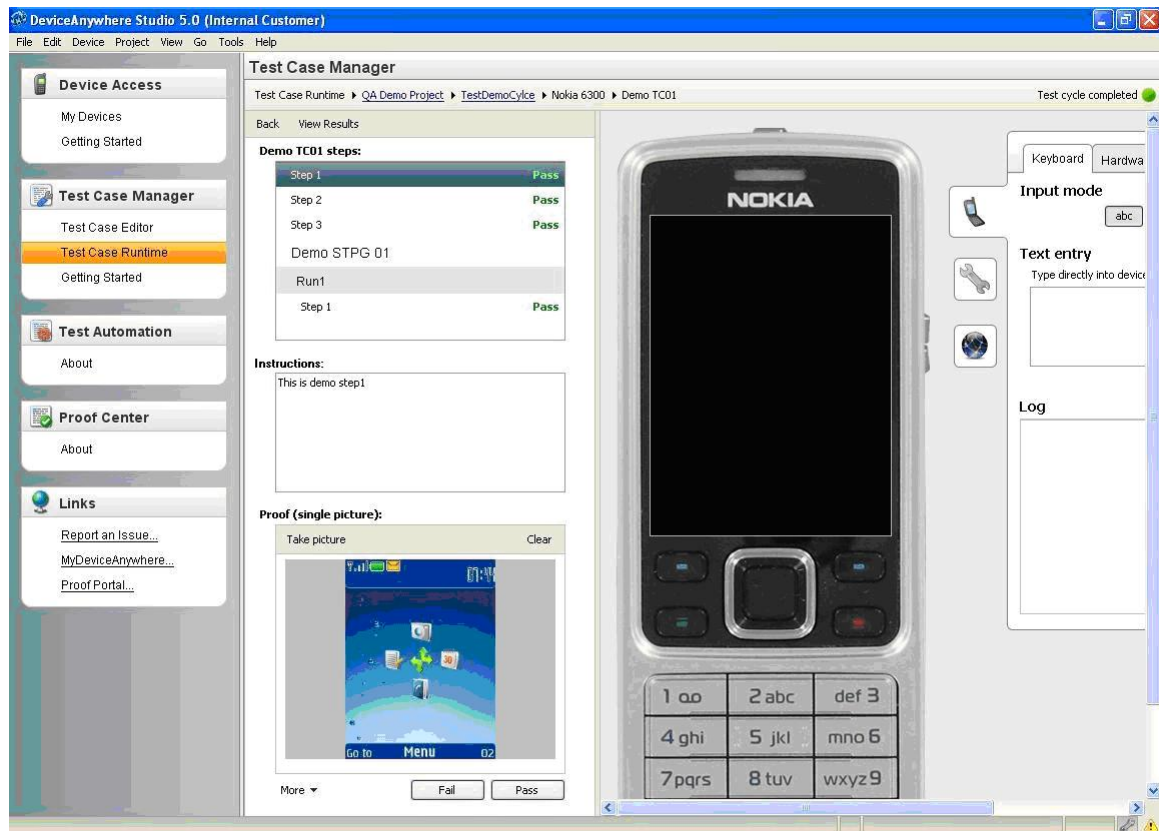 DeviceAnywhere Studio 5.0 (Internal Customer)
File Edit Device Project View Go Tools Help
Device Access
My Devices
Getting Started
Test Case Manager
Test Case Editor
Test Case Runtime
Getting Started
Test Automation
About
Proof Center
About
Links
Report an Issue...
MyDeviceAnywhere...
Proof Portal...
Test Case Manager
Test Case Runtime QA Demo Project TestDemoCylce Nokia 6300 Demo TC01
Test cycle completed
Back View Results
Demo TC01 steps:
Step 1 Pass
Step 2 Pass
Step 3 Pass
Demo STPG 01
Run1
Step 1 Pass
Instructions:
This is demo step1
Proof (single picture):
Take picture Clear
30
Go to Menu 02
More Fail Pass
NOKIA
1
2 abc
def 3
4 ghi
5 jkl
mno 6
7 pqrs
8 tuv
wxyz 9
Keyboard Hardwa
Input mode
abc
Text entry
Type directly into device
Log